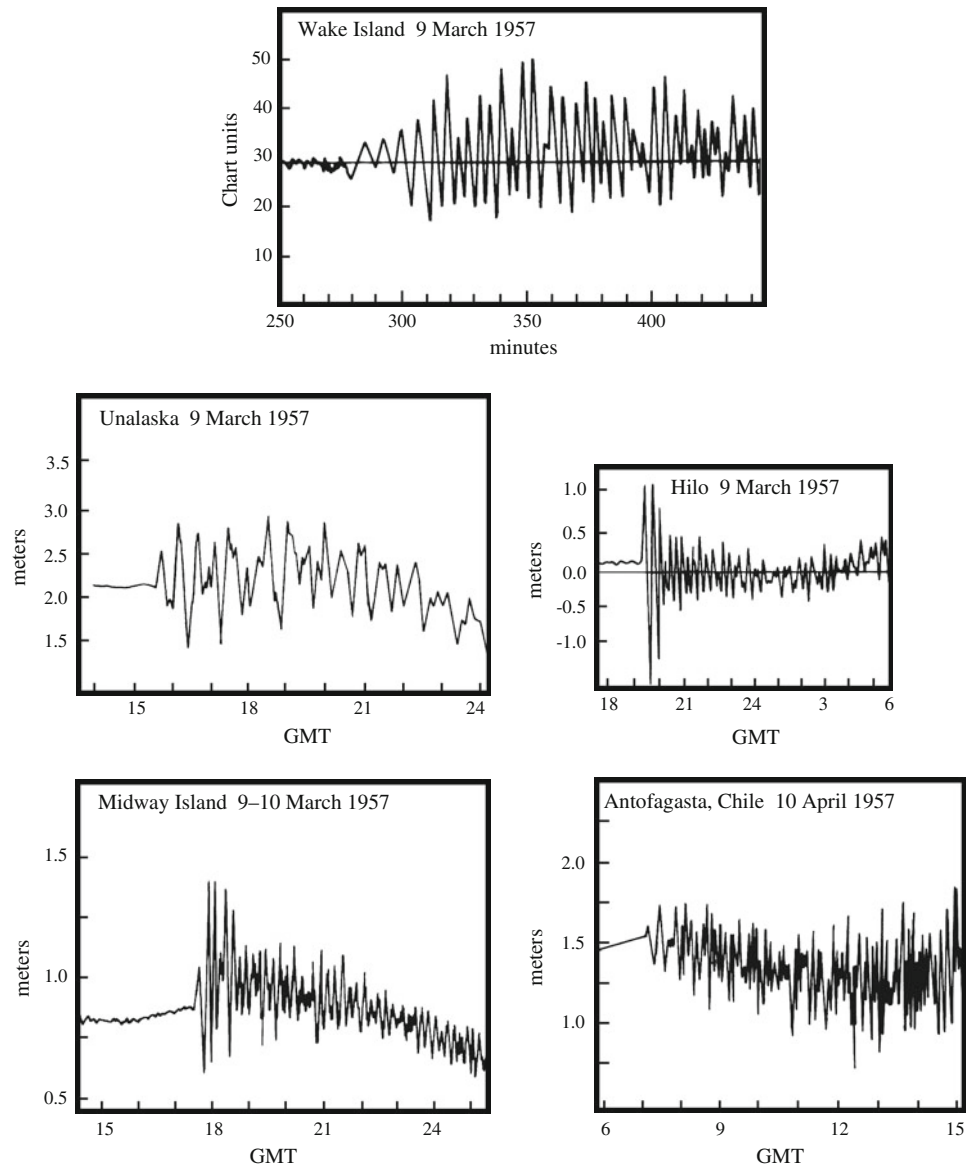 Wake Island 9 March 1957
50
40
30
20
10
Chart units
250 300 350 400
minutes
Unalaska 9 March 1957
3.5
3.0
2.5
2.0
1.5
meters
15 18 21 24
GMT
Hilo 9 March 1957
1.0
0.5
0.0
-0.5
-1.0
meters
18 21 24 3 6
GMT
Midway Island 9–10 March 1957
1.5
1.0
0.5
meters
15 18 21 24
GMT
Antofagasta, Chile 10 April 1957
2.0
1.5
1.0
meters
6 9 12 15
GMT